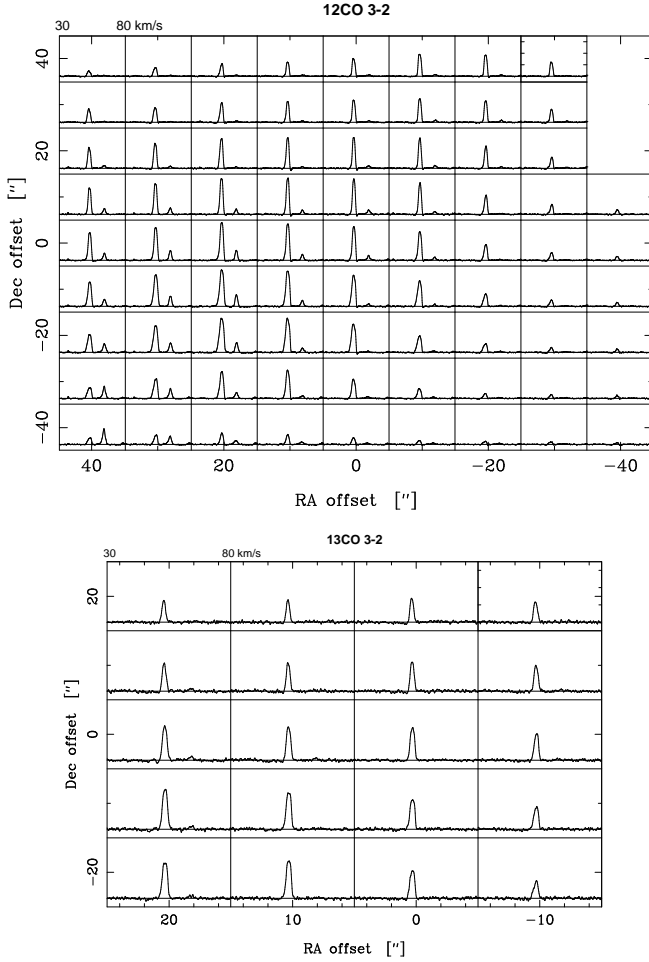 12CO 3-2
30 80 km/s
40
20
0
−20
−40
Dec offset ["]
40 20 0 −20 −40
RA offset ["]
13CO 3-2
30 80 km/s
20
0
−20
Dec offset ["]
20 10 0 −10
RA offset ["]